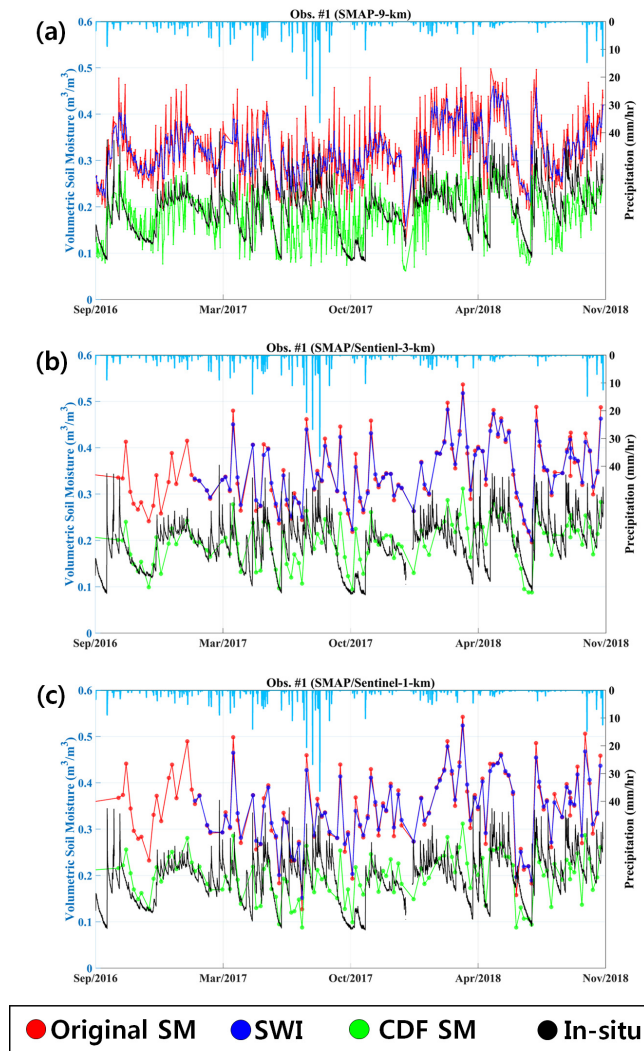 Obs. #1 (SMAP-9-km)
(a)
0.6
0.5
0.4
0.3
0.2
0.1
0
Volumetric Soil Moisture (m3/m3)
0
10
20
30
40
Precipitation (mm/hr)
Sep/2016 Mar/2017 Oct/2017 Apr/2018 Nov/2018
Obs. #1 (SMAP/Sentienl-3-km)
(b)
0.6
0.5
0.4
0.3
0.2
0.1
0
Volumetric Soil Moisture (m3/m3)
0
10
20
30
40
Precipitation (mm/hr)
Sep/2016 Mar/2017 Oct/2017 Apr/2018 Nov/2018
Obs. #1 (SMAP/Sentinel-1-km)
(c)
0.6
0.5
0.4
0.3
0.2
0.1
0
Volumetric Soil Moisture (m3/m3)
0
10
20
30
40
Precipitation (mm/hr)
Sep/2016 Mar/2017 Oct/2017 Apr/2018 Nov/2018
Original SM SWI CDF SM In-situ